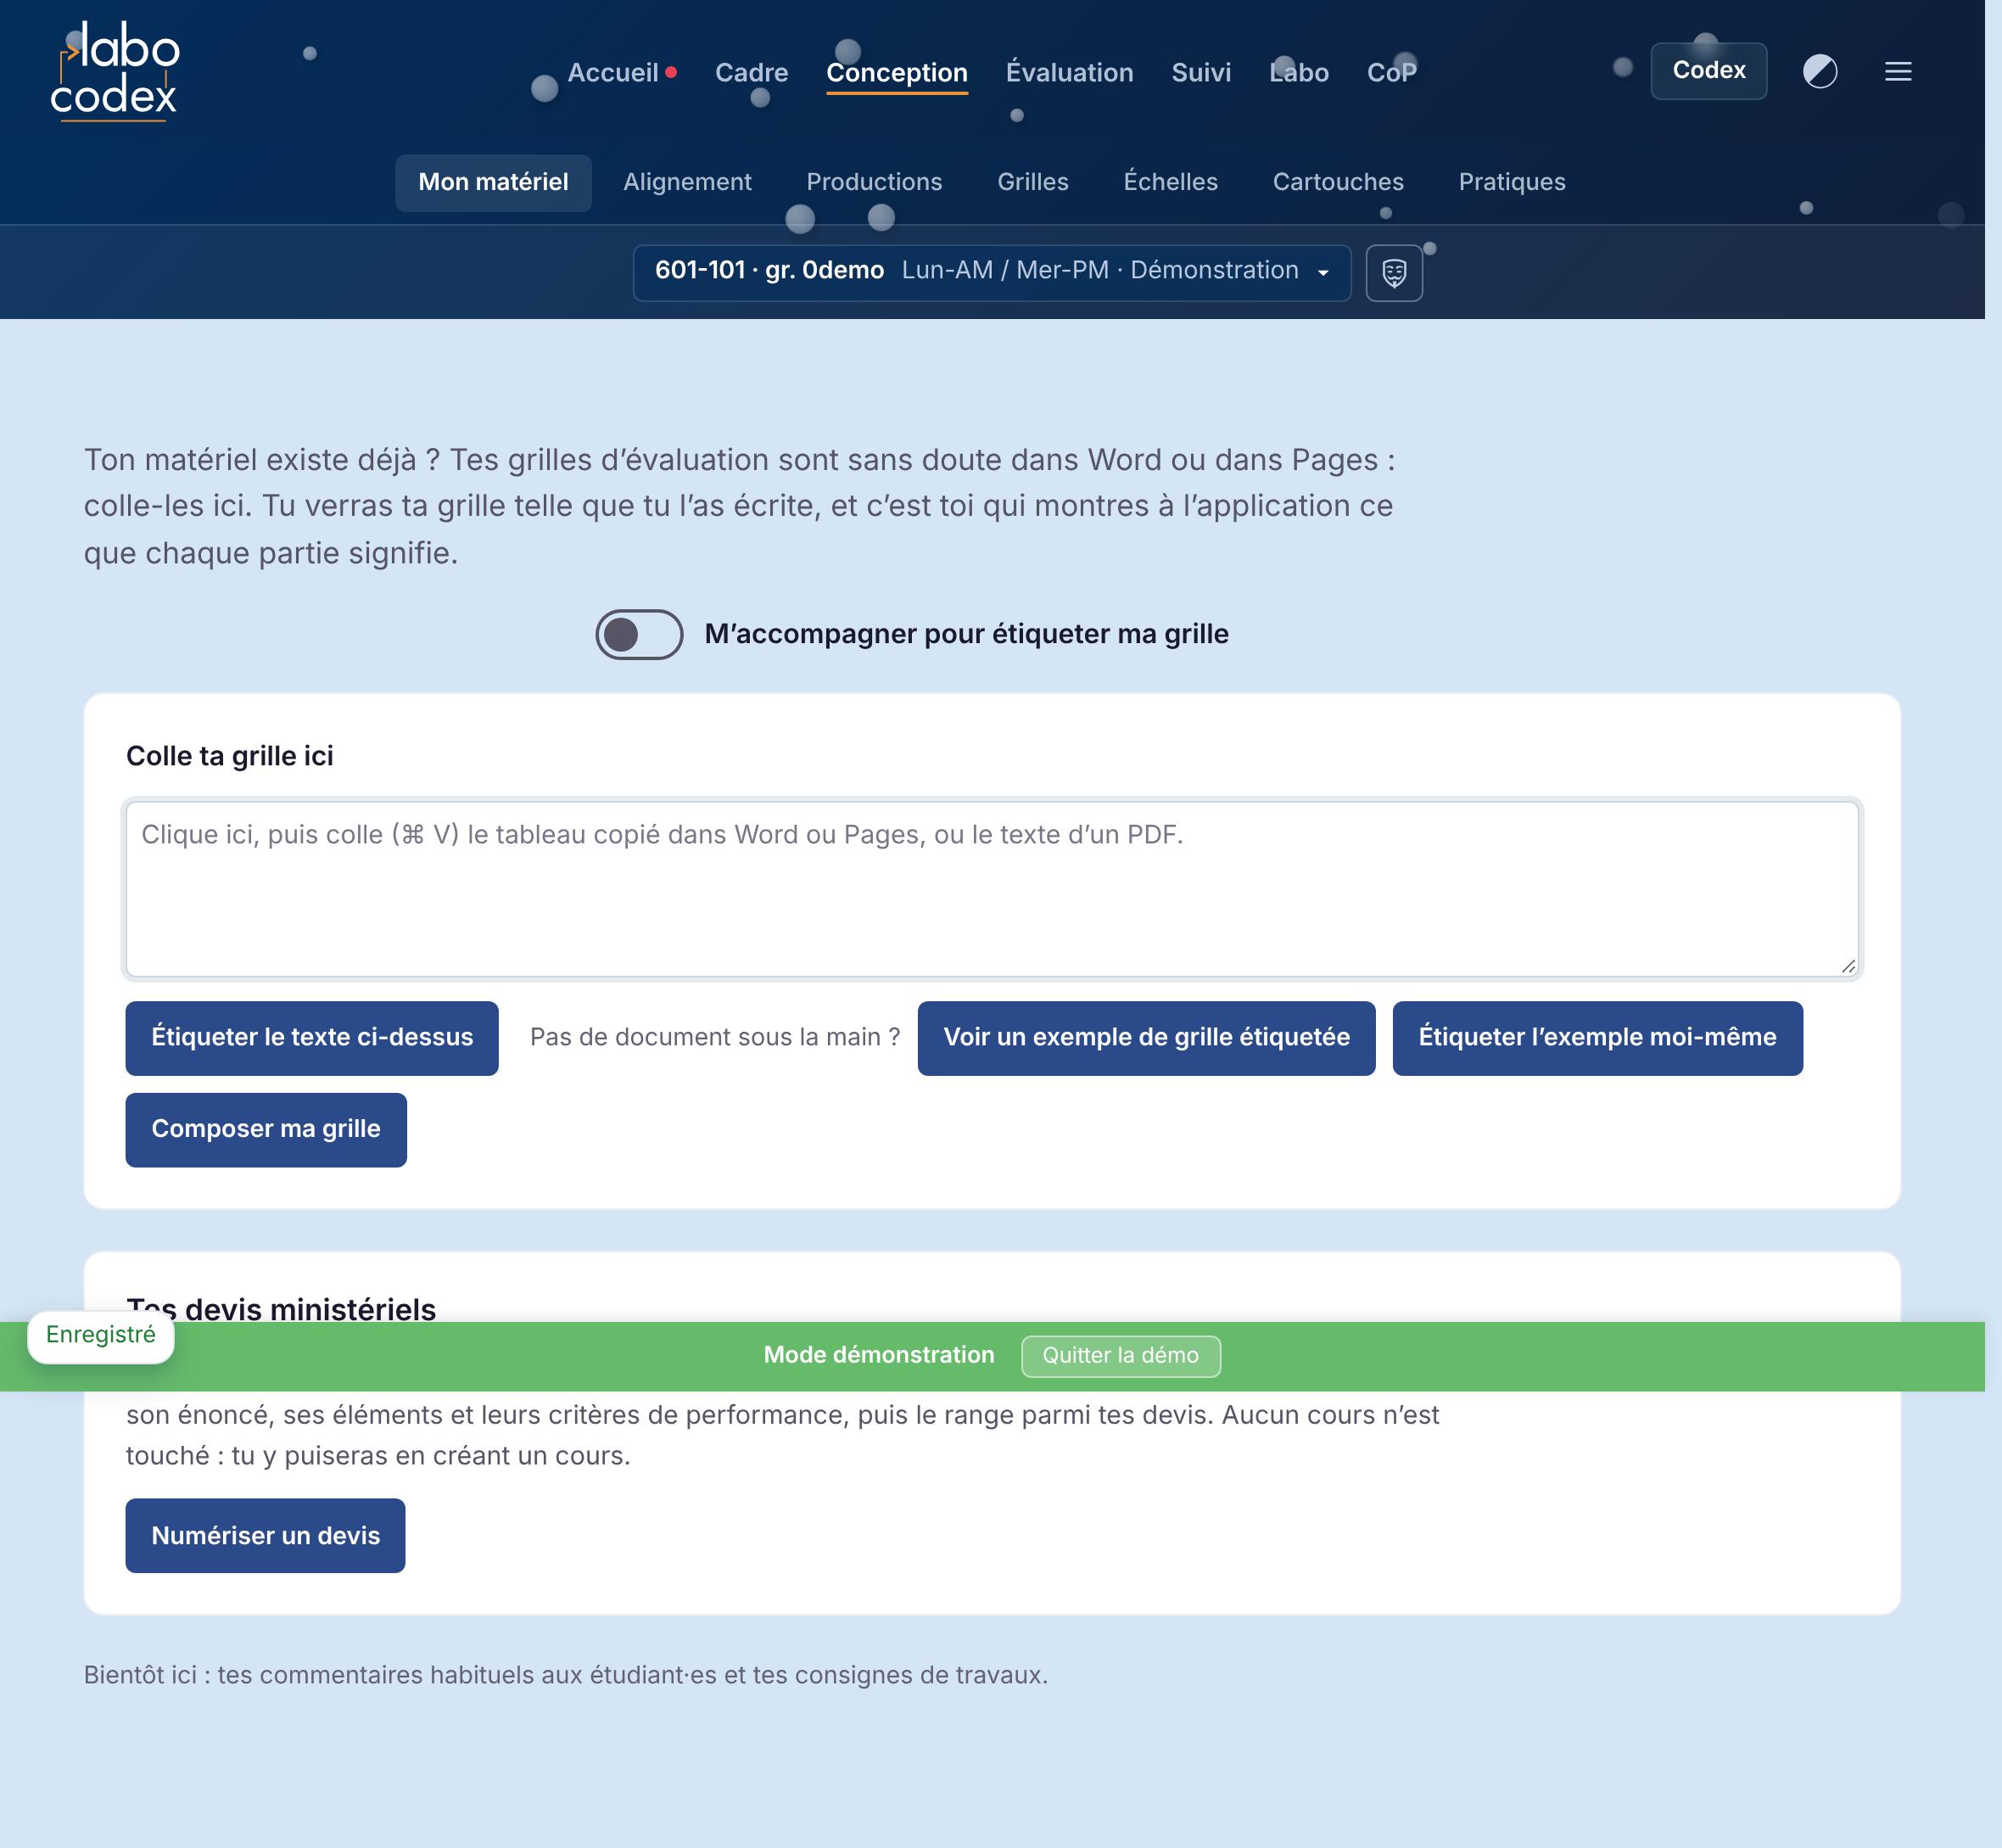 labo
codex
Accueil Cadre Conception Évaluation Suivi Labo CoP Codex
Mon matériel Alignement Productions Grilles Échelles Cartouches Pratiques
601-101 · gr. 0demo Lun-AM / Mer-PM · Démonstration
Ton matériel existe déjà ? Tes grilles d’évaluation sont sans doute dans Word ou dans Pages :
colle-les ici. Tu verras ta grille telle que tu l’as écrite, et c’est toi qui montres à l’application ce
que chaque partie signifie.
M’accompagner pour étiqueter ma grille
Colle ta grille ici
Clique ici, puis colle (⌘ V) le tableau copié dans Word ou Pages, ou le texte d’un PDF.
Étiqueter le texte ci-dessus Pas de document sous la main ? Voir un exemple de grille étiquetée Étiqueter l’exemple moi-même
Composer ma grille
Tes devis ministériels
Enregistré
Mode démonstration Quitter la démo
son énoncé, ses éléments et leurs critères de performance, puis le range parmi tes devis. Aucun cours n’est
touché : tu y puiseras en créant un cours.
Numériser un devis
Bientôt ici : tes commentaires habituels aux étudiant·es et tes consignes de travaux.